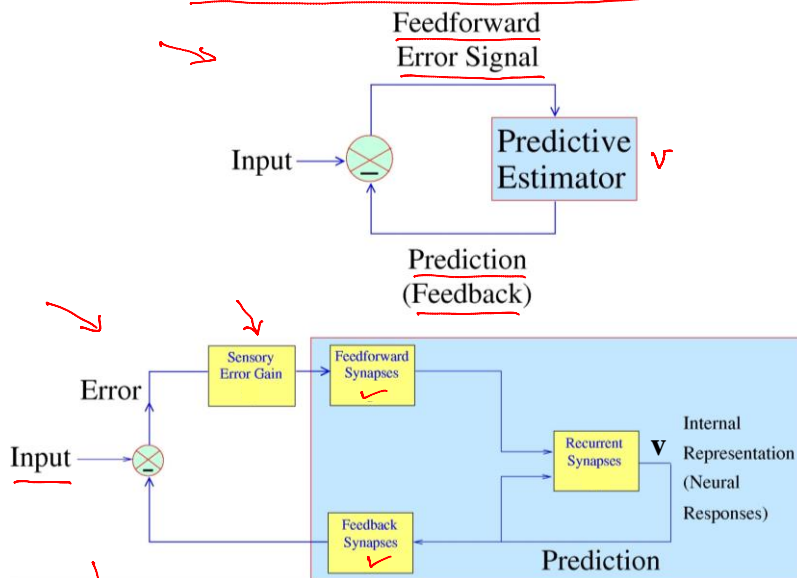 Feedforward
Error Signal
Input
−
Predictive
Estimator
v
Prediction
(Feedback)
Sensory
Error Gain
Feedforward
Synapses
Error
Input
-
Recurrent
Synapses
v
Internal
Representation
(Neural
Responses)
Feedback
Synapses
Prediction